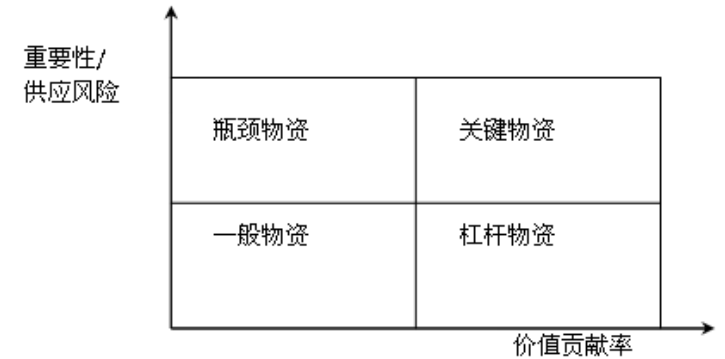 重要性/
供应风险
瓶颈物资
关键物资
一般物资
杠杆物资
价值贡献率